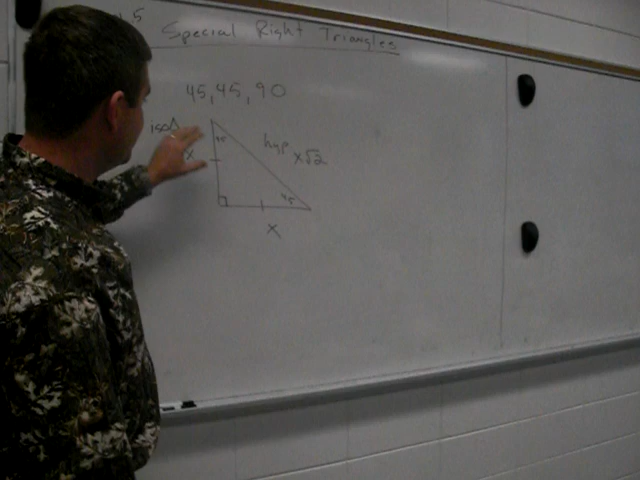 5 Special Right Triangles
45, 45, 90
45
hyp
x
x√2
45
x